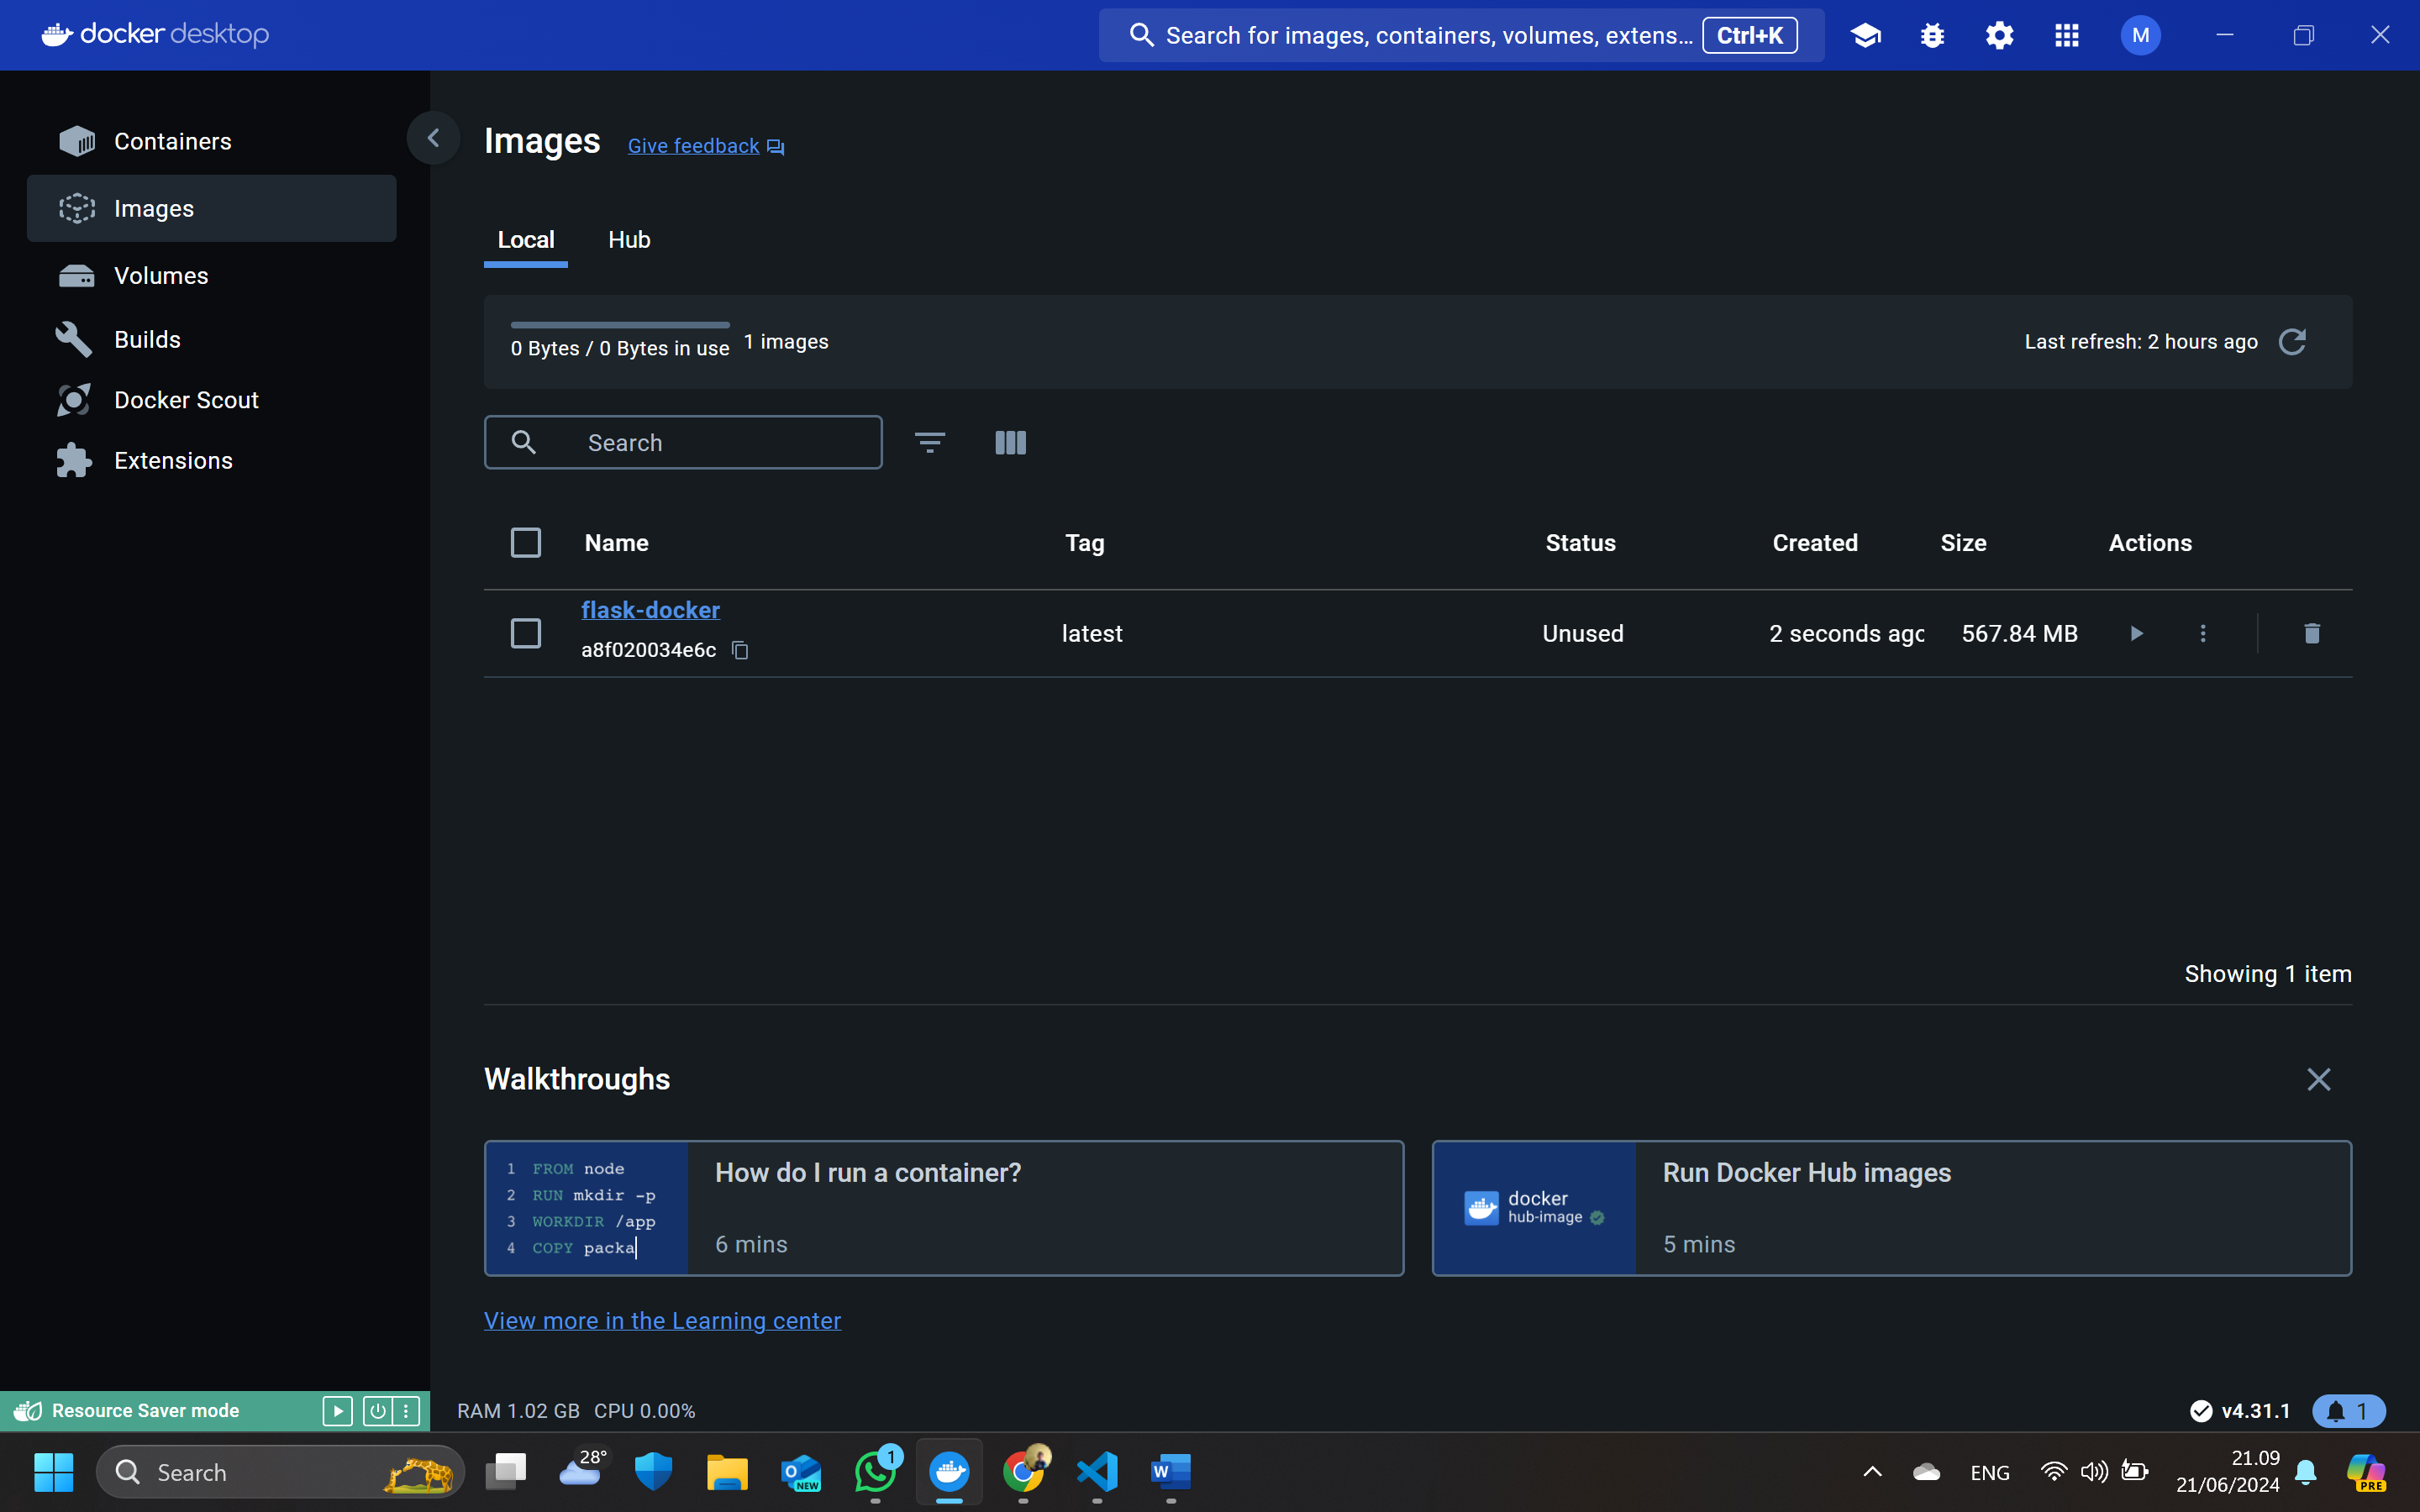 docker desktop
Search for images, containers, volumes, extens...
Ctrl+K
M
Containers
Images
Volumes
Builds
Docker Scout
Extensions
Images
Give feedback
Local
Hub
0 Bytes / 0 Bytes in use
1 images
Last refresh: 2 hours ago
Search
Name
Tag
Status
Created
Size
Actions
flask-docker
a8f020034e6c
latest
Unused
2 seconds ago
567.84 MB
Showing 1 item
Walkthroughs
1 FROM node
2 RUN mkdir -p
3 WORKDIR /app
4 COPY packa
How do I run a container?
6 mins
docker
hub-image
Run Docker Hub images
5 mins
View more in the Learning center
Resource Saver mode
RAM 1.02 GB CPU 0.00%
v4.31.1
1
Search
28°
O
NEW
1
W
ENG
21.09
21/06/2024
PRE